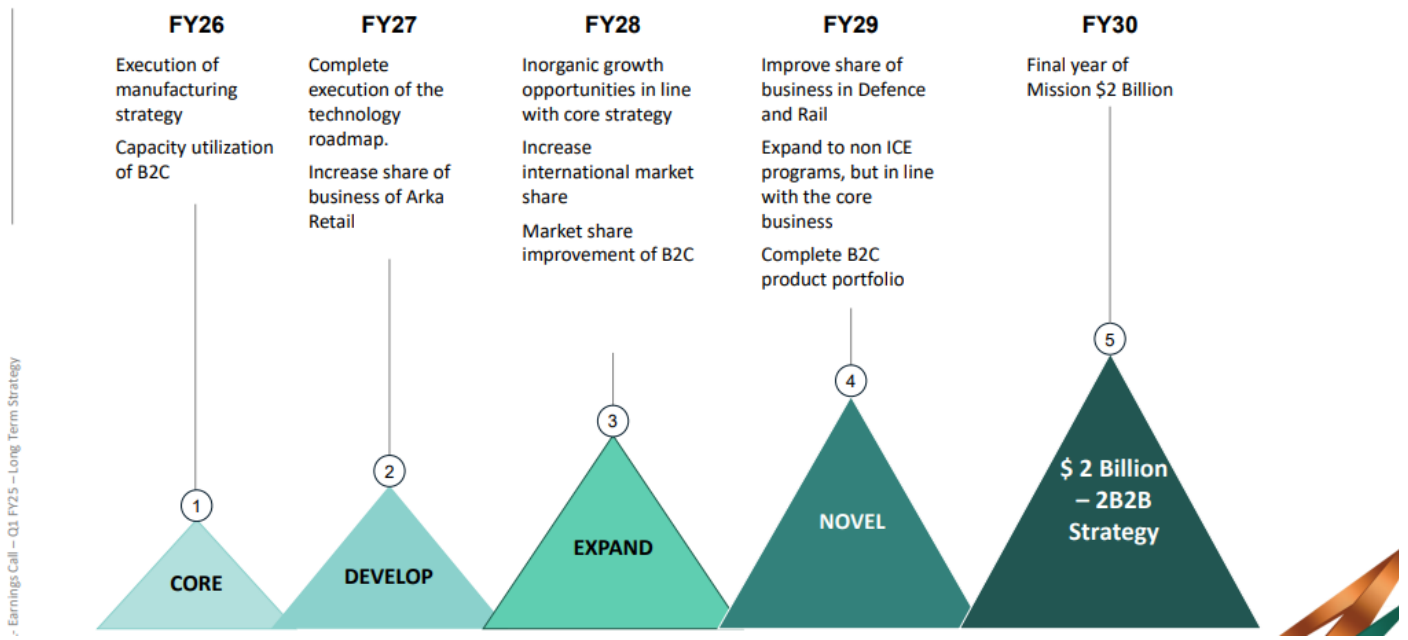 FY26
Execution of
manufacturing
strategy
Capacity utilization
of B2C
FY27
Complete
execution of the
technology
roadmap.
Increase share of
business of Arka
Retail
FY28
Inorganic growth
opportunities in line
with core strategy
Increase
international market
share
Market share
improvement of B2C
FY29
Improve share of
business in Defence
and Rail
Expand to non ICE
programs, but in line
with the core
business
Complete B2C
product portfolio
FY30
Final year of
Mission $2 Billion
1
CORE
2
DEVELOP
3
EXPAND
4
NOVEL
5
$ 2 Billion
– 2B2B
Strategy
Earnings Call – Q1 FY25 – Long Term Strategy